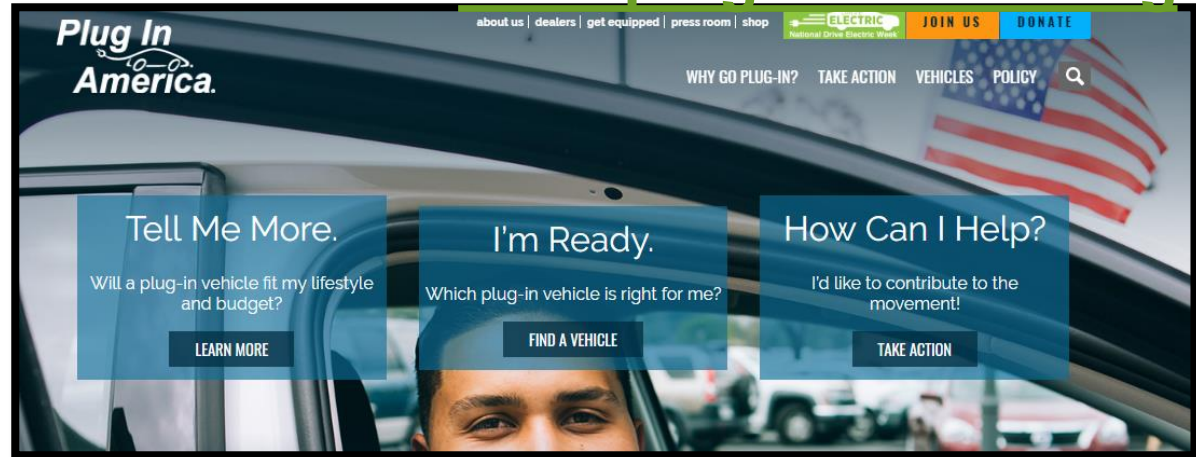 Plug In
America.
about us | dealers | get equipped | press room | shop
ELECTRIC
National Drive Electric Week
JOIN US
DONATE
WHY GO PLUG-IN? TAKE ACTION VEHICLES POLICY
Tell Me More.
Will a plug-in vehicle fit my lifestyle
and budget?
LEARN MORE
I'm Ready.
Which plug-in vehicle is right for me?
FIND A VEHICLE
How Can I Help?
I'd like to contribute to the
movement!
TAKE ACTION